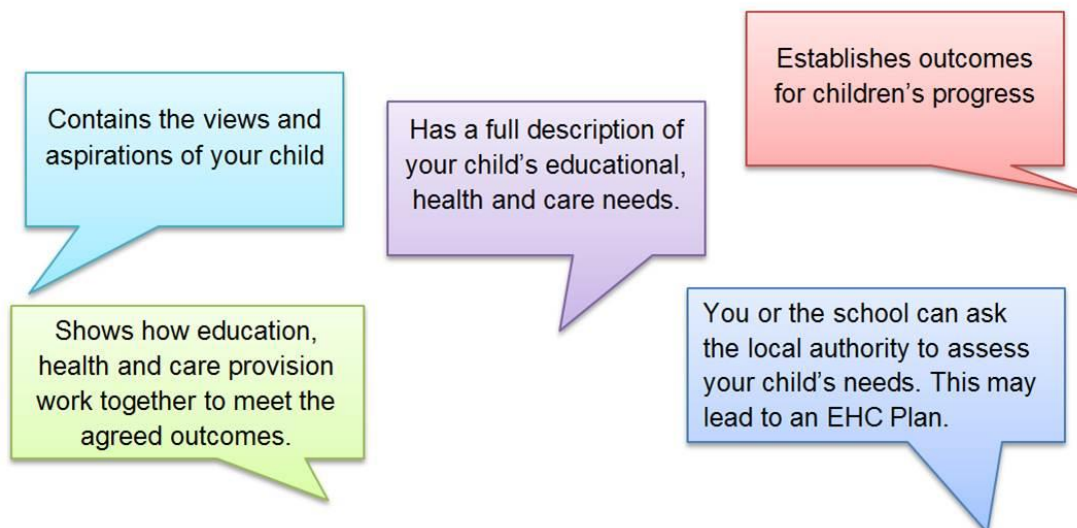 Contains the views and
aspirations of your child
Has a full description of
your child’s educational,
health and care needs.
Establishes outcomes
for children’s progress
Shows how education,
health and care provision
work together to meet the
agreed outcomes.
You or the school can ask
the local authority to assess
your child’s needs. This may
lead to an EHC Plan.